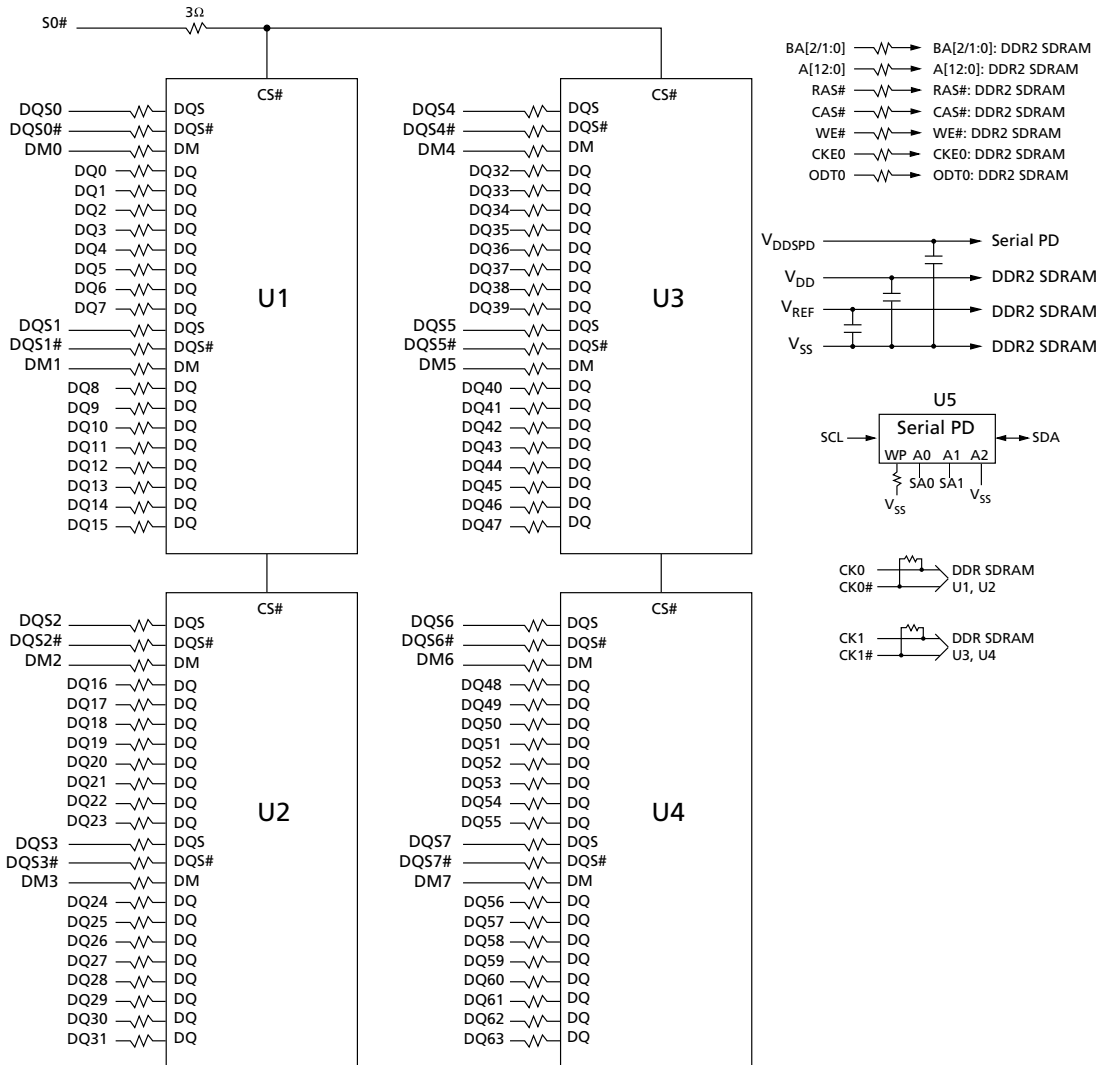 S0#
3Ω
CS#
DQS0 DQS
DQS0# DQS#
DM0 DM
DQ0 DQ
DQ1 DQ
DQ2 DQ
DQ3 DQ
DQ4 DQ
DQ5 DQ
DQ6 DQ
DQ7 DQ
DQS1 DQS
DQS1# DQS#
DM1 DM
DQ8 DQ
DQ9 DQ
DQ10 DQ
DQ11 DQ
DQ12 DQ
DQ13 DQ
DQ14 DQ
DQ15 DQ
U1
CS#
DQS2 DQS
DQS2# DQS#
DM2 DM
DQ16 DQ
DQ17 DQ
DQ18 DQ
DQ19 DQ
DQ20 DQ
DQ21 DQ
DQ22 DQ
DQ23 DQ
DQS3 DQS
DQS3# DQS#
DM3 DM
DQ24 DQ
DQ25 DQ
DQ26 DQ
DQ27 DQ
DQ28 DQ
DQ29 DQ
DQ30 DQ
DQ31 DQ
U2
CS#
DQS4 DQS
DQS4# DQS#
DM4 DM
DQ32 DQ
DQ33 DQ
DQ34 DQ
DQ35 DQ
DQ36 DQ
DQ37 DQ
DQ38 DQ
DQ39 DQ
DQS5 DQS
DQS5# DQS#
DM5 DM
DQ40 DQ
DQ41 DQ
DQ42 DQ
DQ43 DQ
DQ44 DQ
DQ45 DQ
DQ46 DQ
DQ47 DQ
U3
CS#
DQS6 DQS
DQS6# DQS#
DM6 DM
DQ48 DQ
DQ49 DQ
DQ50 DQ
DQ51 DQ
DQ52 DQ
DQ53 DQ
DQ54 DQ
DQ55 DQ
DQS7 DQS
DQS7# DQS#
DM7 DM
DQ56 DQ
DQ57 DQ
DQ58 DQ
DQ59 DQ
DQ60 DQ
DQ61 DQ
DQ62 DQ
DQ63 DQ
U4
BA[2/1:0] BA[2/1:0]: DDR2 SDRAM
A[12:0] A[12:0]: DDR2 SDRAM
RAS# RAS#: DDR2 SDRAM
CAS# CAS#: DDR2 SDRAM
WE# WE#: DDR2 SDRAM
CKE0 CKE0: DDR2 SDRAM
ODT0 ODT0: DDR2 SDRAM
VDDSPD Serial PD
VDD DDR2 SDRAM
VREF DDR2 SDRAM
VSS DDR2 SDRAM
U5
Serial PD
SCL SDA
WP A0 A1 A2
SA0 SA1
VSS VSS
CK0 DDR SDRAM
CK0# U1, U2
CK1 DDR SDRAM
CK1# U3, U4